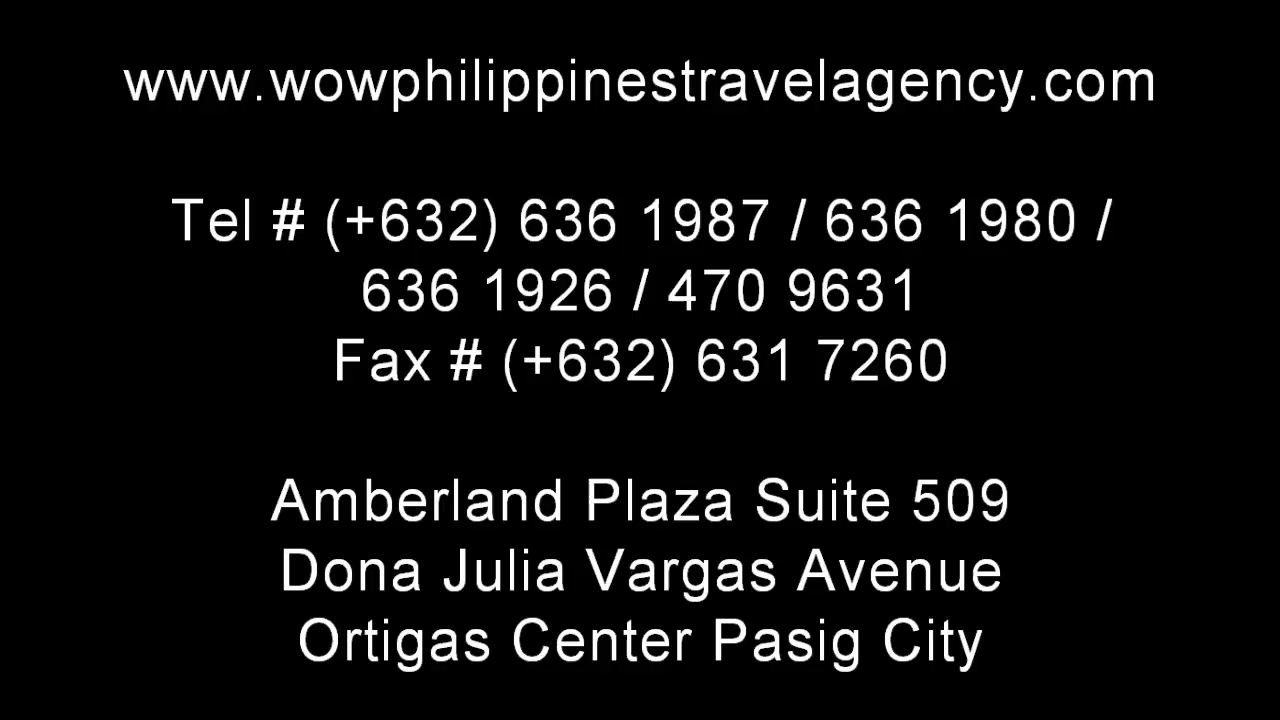 www.wowphilippinestravelagency.com
Tel # (+632) 636 1987 / 636 1980 /
636 1926 / 470 9631
Fax # (+632) 631 7260
Amberland Plaza Suite 509
Dona Julia Vargas Avenue
Ortigas Center Pasig City